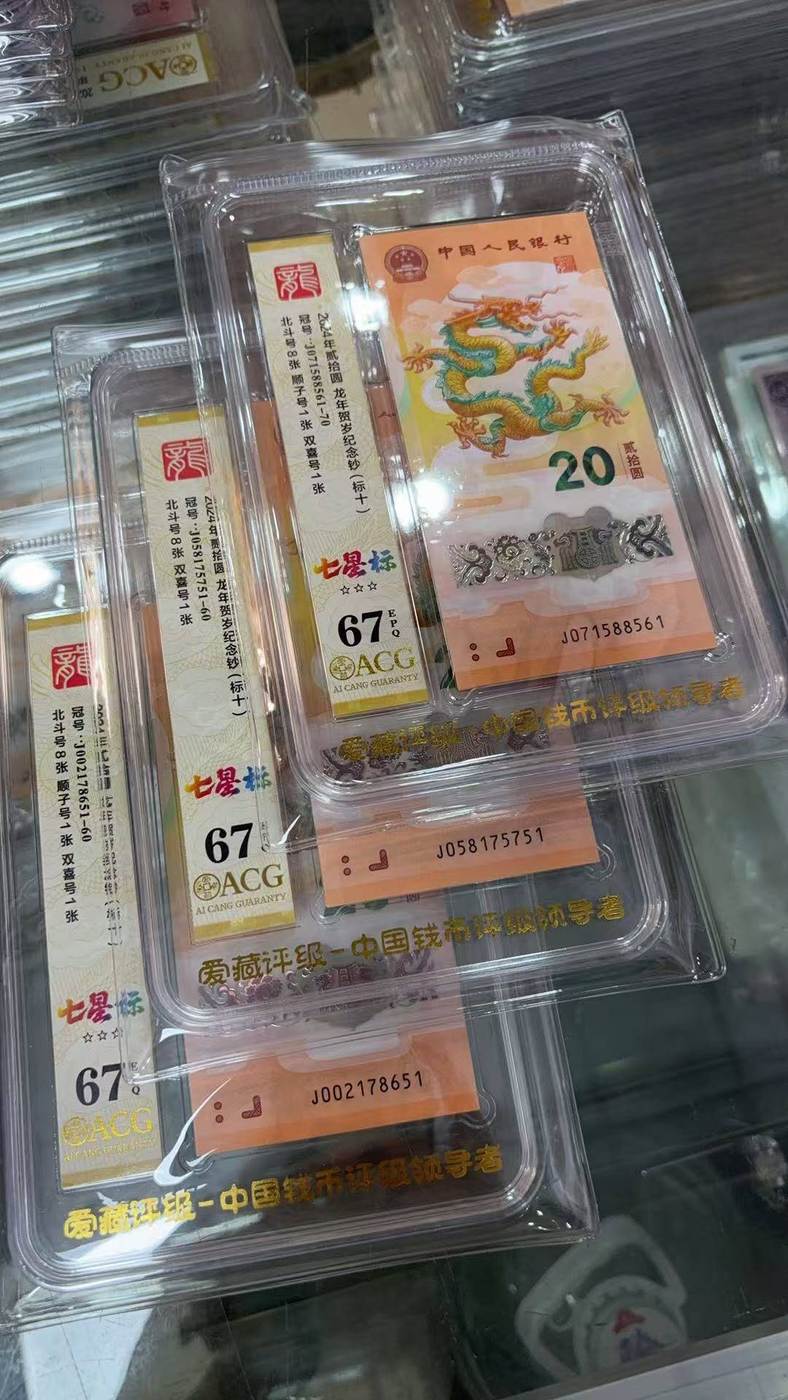 ACG
AI CANG GUARANTY
龍
2024年贰拾圆 龙年贺岁纪念钞(标十)
冠号:J071588561-70
北斗号8张 顺子号1张 双喜号1张
七星标
☆☆☆
67 EPQ
ACG
AI CANG GUARANTY
中国人民银行
20
贰拾圆
J071588561
爱藏评级-中国钱币评级领导者
龍
2024年贰拾圆 龙年贺岁纪念钞(标十)
冠号:J058175751-60
北斗号8张 双喜号1张
七星标
67
ACG
AI CANG GUARANTY
J058175751
爱藏评级-中国钱币评级领导者
龍
冠号:J002178651-60
北斗号8张 顺子号1张 双喜号1张
七星标
☆☆☆
67
ACG
J002178651
爱藏评级-中国钱币评级领导者